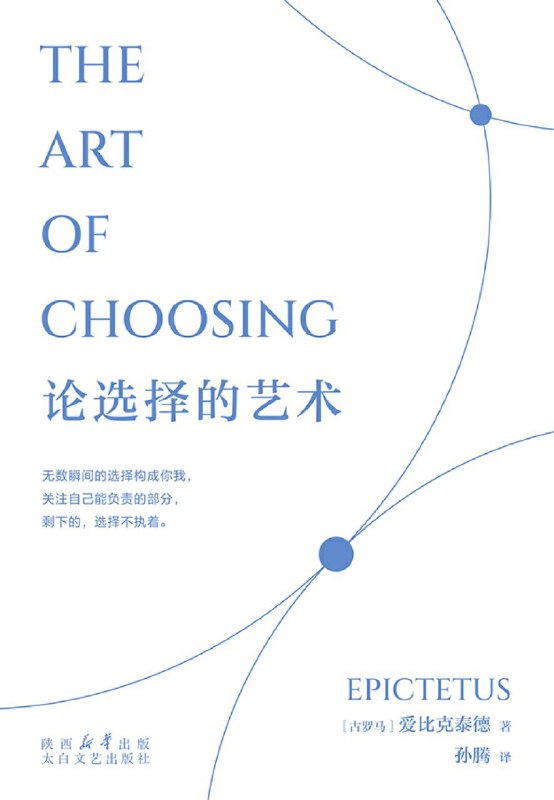 THE
ART
OF
CHOOSING
论选择的艺术
无数瞬间的选择构成你我，
关注自己能负责的部分，
剩下的，选择不执着。
EPICTETUS
［古罗马］爱比克泰德 著
孙腾 译
陕西新华出版
太白文艺出版社